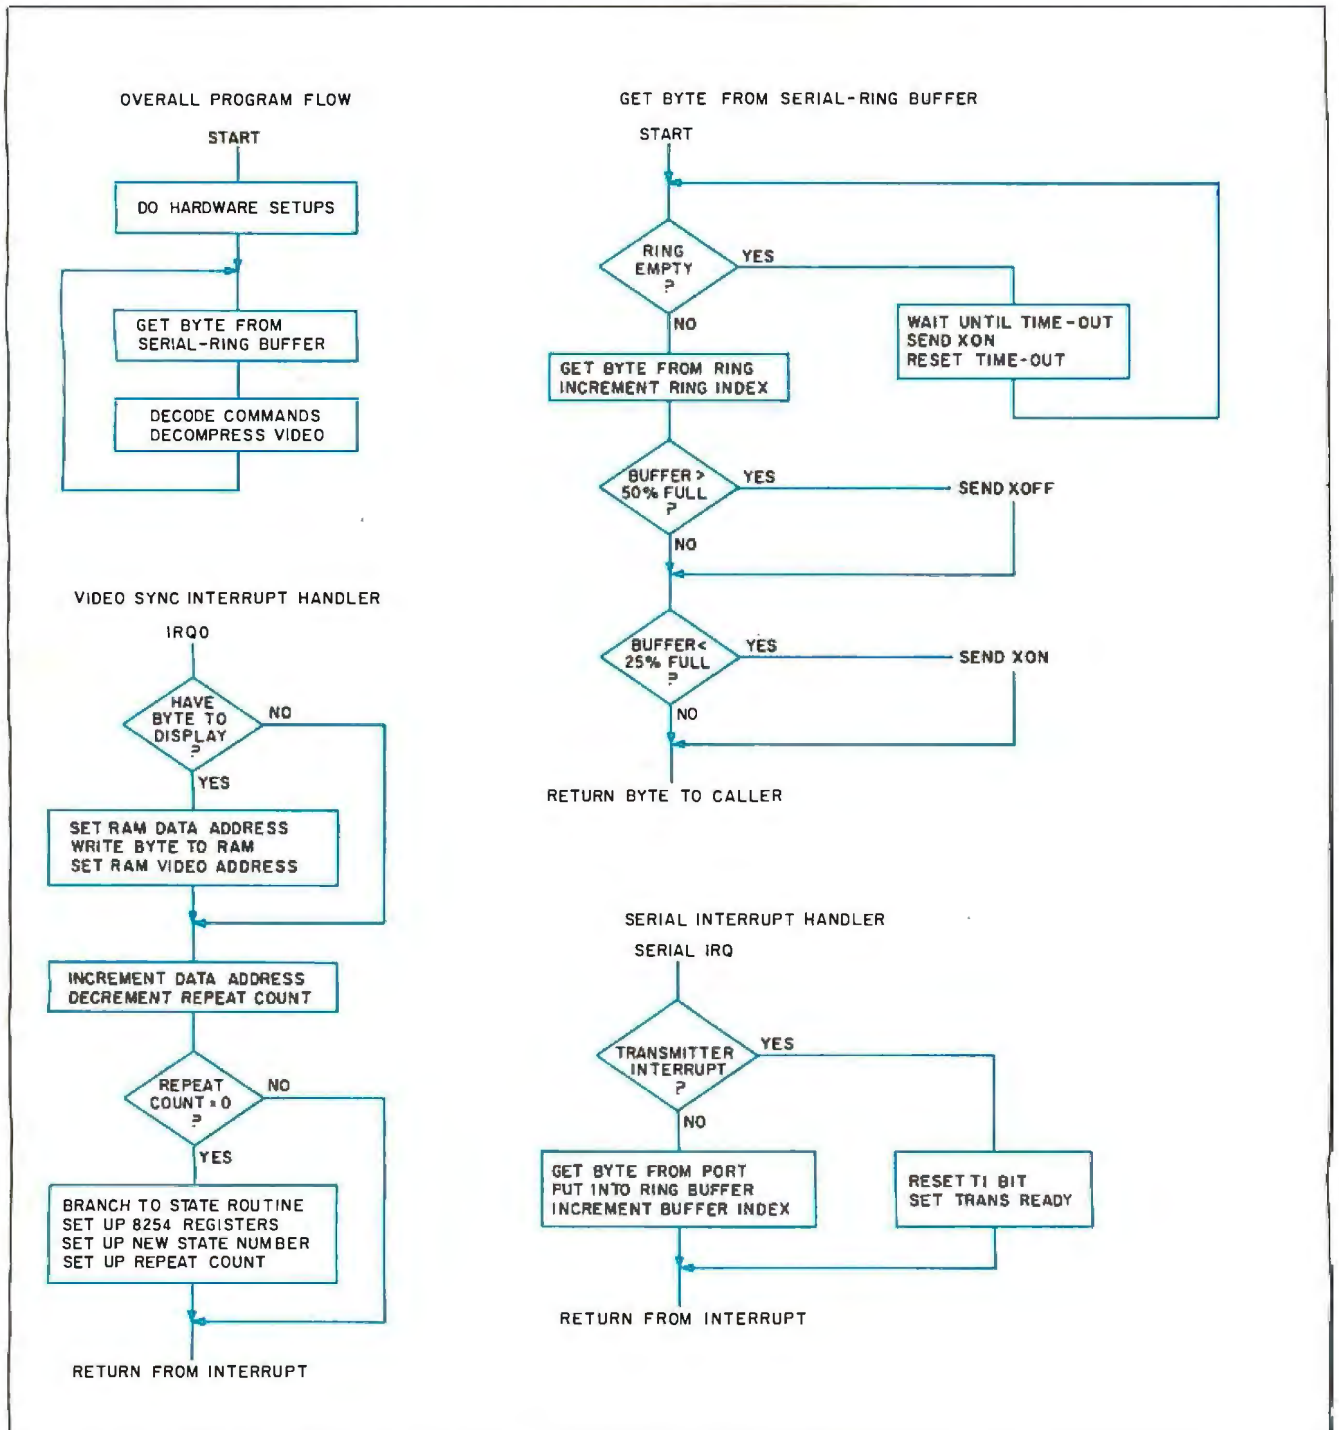 OVERALL PROGRAM FLOW
START
DO HARDWARE SETUPS
GET BYTE FROM
SERIAL-RING BUFFER
DECODE COMMANDS
DECOMPRESS VIDEO
VIDEO SYNC INTERRUPT HANDLER
IRQ0
HAVE
BYTE TO
DISPLAY
?
NO
YES
SET RAM DATA ADDRESS
WRITE BYTE TO RAM
SET RAM VIDEO ADDRESS
INCREMENT DATA ADDRESS
DECREMENT REPEAT COUNT
REPEAT
COUNT=0
?
NO
YES
BRANCH TO STATE ROUTINE
SET UP 8254 REGISTERS
SET UP NEW STATE NUMBER
SET UP REPEAT COUNT
RETURN FROM INTERRUPT
GET BYTE FROM SERIAL-RING BUFFER
START
RING
EMPTY
?
YES
NO
WAIT UNTIL TIME-OUT
SEND XON
RESET TIME-OUT
GET BYTE FROM RING
INCREMENT RING INDEX
BUFFER >
50% FULL
?
YES
SEND XOFF
NO
BUFFER<
25% FULL
?
YES
SEND XON
NO
RETURN BYTE TO CALLER
SERIAL INTERRUPT HANDLER
SERIAL IRQ
TRANSMITTER
INTERRUPT
?
YES
NO
GET BYTE FROM PORT
PUT INTO RING BUFFER
INCREMENT BUFFER INDEX
RESET TI BIT
SET TRANS READY
RETURN FROM INTERRUPT